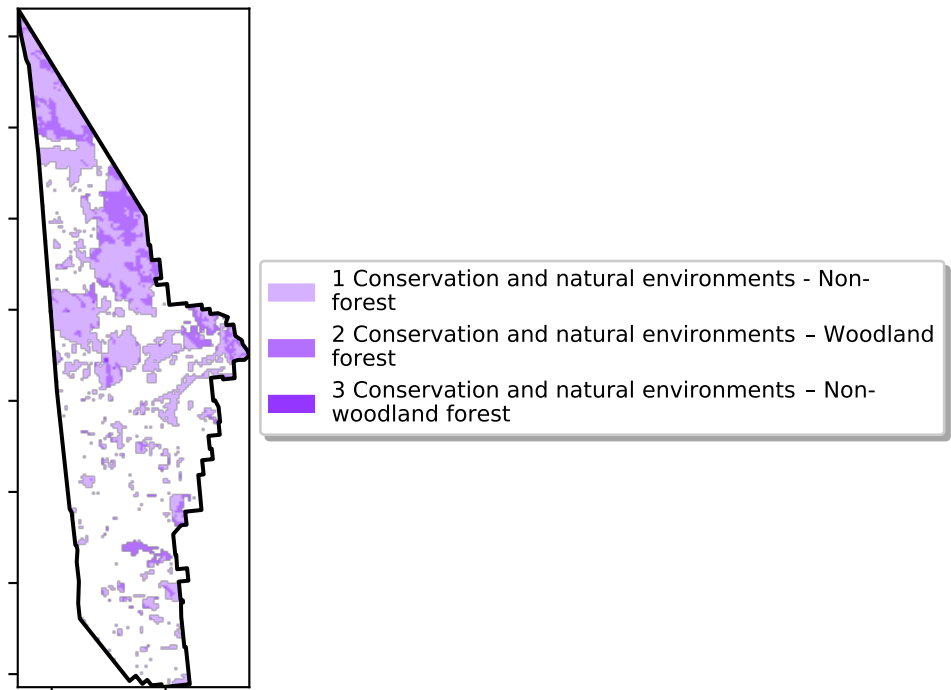 1 Conservation and natural environments - Non-
forest
2 Conservation and natural environments – Woodland
forest
3 Conservation and natural environments – Non-
woodland forest